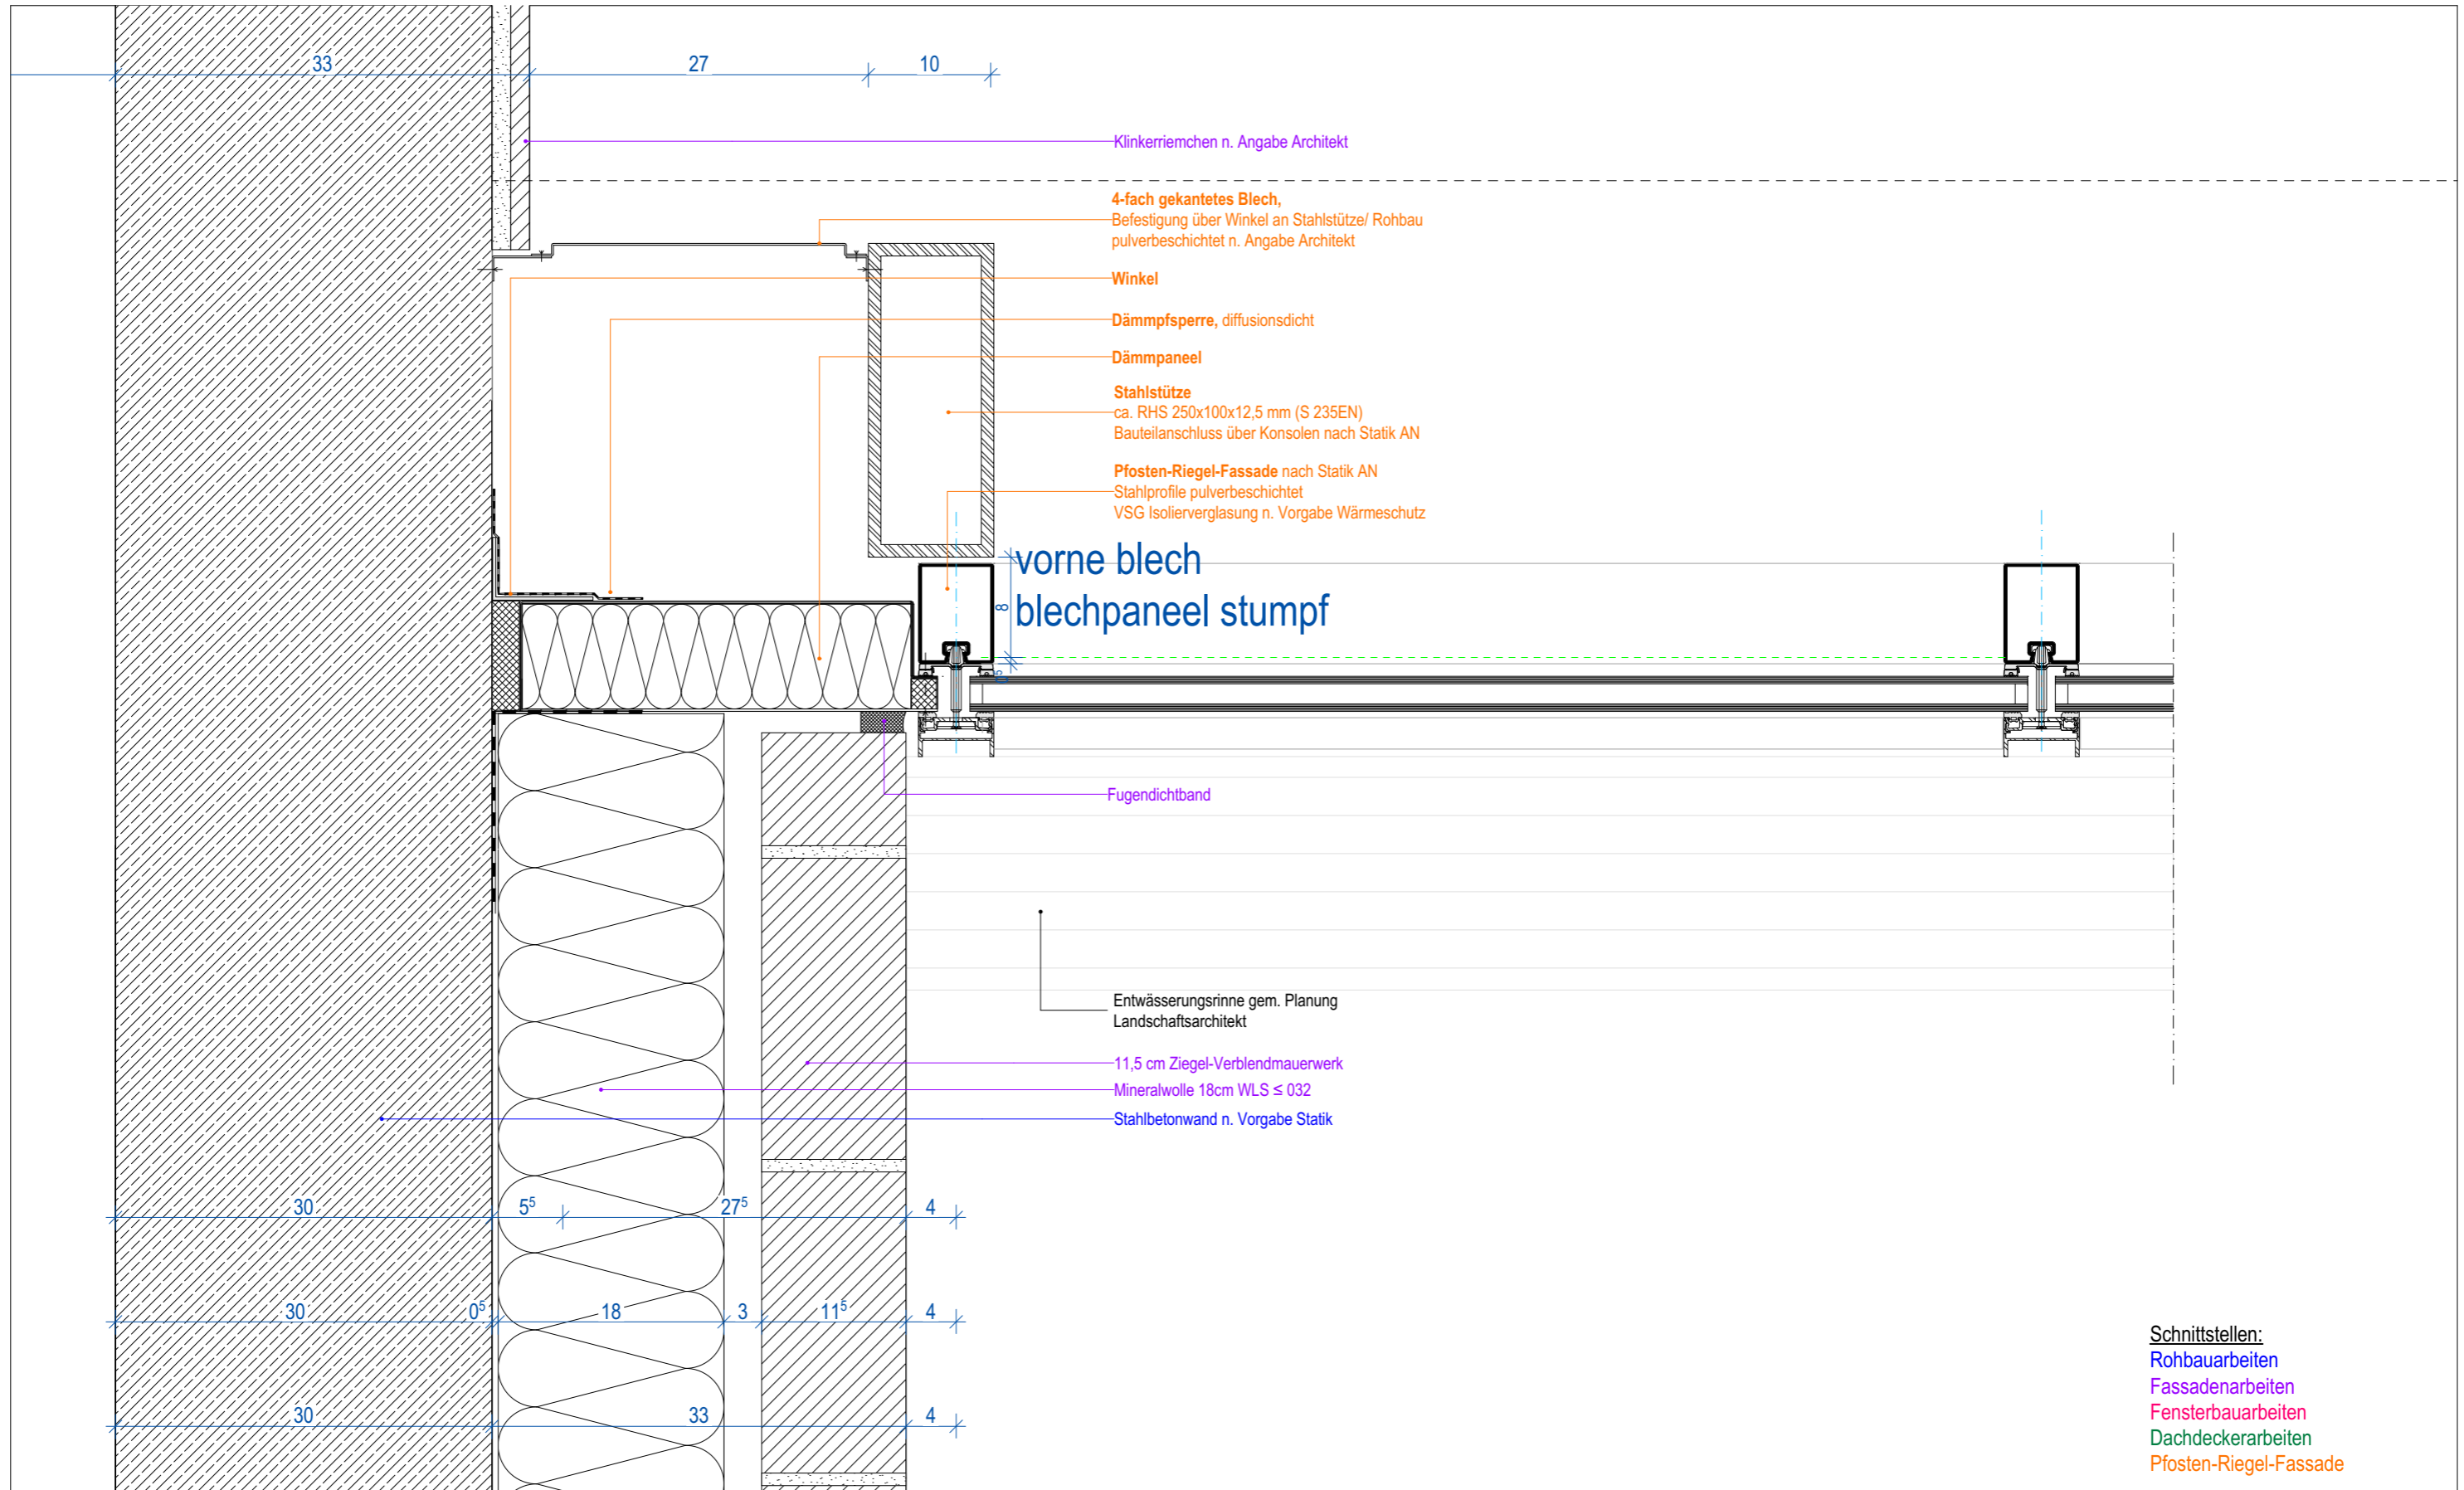 33
27
10
Klinkerriemchen n. Angabe Architekt
4-fach gekantetes Blech,
Befestigung über Winkel an Stahlstütze/ Rohbau
pulverbeschichtet n. Angabe Architekt
Winkel
Dämmpfsperre, diffusionsdicht
Dämmpaneel
Stahlstütze
ca. RHS 250x100x12,5 mm (S 235EN)
Bauteilanschluss über Konsolen nach Statik AN
Pfosten-Riegel-Fassade nach Statik AN
Stahlprofile pulverbeschichtet
VSG Isolierverglasung n. Vorgabe Wärmeschutz
vorne blech
blechpaneel stumpf
8
Fugendichtband
Entwässerungsrinne gem. Planung
Landschaftsarchitekt
11,5 cm Ziegel-Verblendmauerwerk
Mineralwolle 18cm WLS ≤ 032
Stahlbetonwand n. Vorgabe Statik
30 5⁵ 27⁵ 4
30 0⁵ 18 3 11⁵ 4
30 33 4
Schnittstellen:
Rohbauarbeiten
Fassadenarbeiten
Fensterbauarbeiten
Dachdeckerarbeiten
Pfosten-Riegel-Fassade